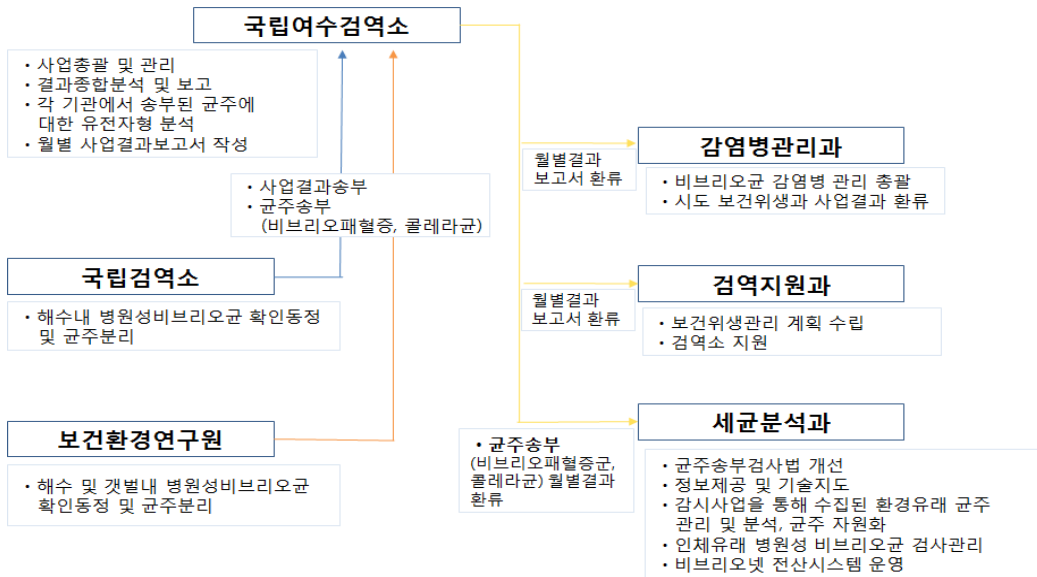 국립여수검역소
• 사업총괄 및 관리
• 결과종합분석 및 보고
• 각 기관에서 송부된 균주에
대한 유전자형 분석
• 월별 사업결과보고서 작성
• 사업결과송부
• 균주송부
(비브리오패혈증, 콜레라균)
국립검역소
• 해수내 병원성비브리오균 확인동정
및 균주분리
보건환경연구원
• 해수 및 갯벌내 병원성비브리오균
확인동정 및 균주분리
월별결과
보고서 환류
감염병관리과
• 비브리오균 감염병 관리 총괄
• 시도 보건위생과 사업결과 환류
월별결과
보고서 환류
검역지원과
• 보건위생관리 계획 수립
• 검역소 지원
• 균주송부
(비브리오패혈증균,
콜레라균) 월별결과
환류
세균분석과
• 균주송부검사법 개선
• 정보제공 및 기술지도
• 감시사업을 통해 수집된 환경유래 균주
관리 및 분석, 균주 자원화
• 인체유래 병원성 비브리오균 검사관리
• 비브리오넷 전산시스템 운영